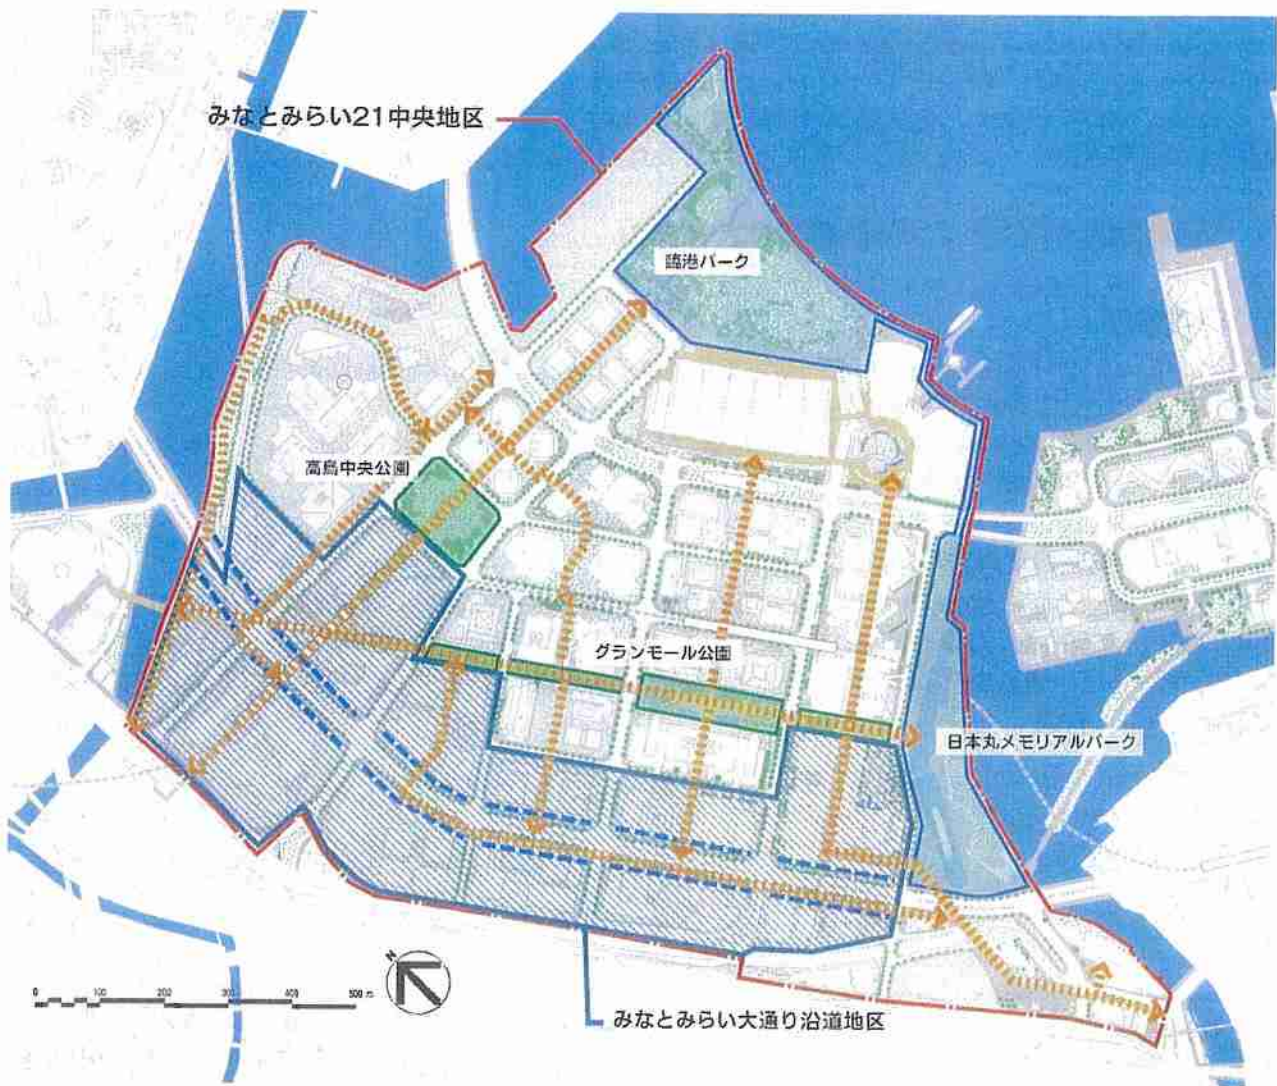 みなとみらい21中央地区
臨港パーク
高島中央公園
グランモール公園
日本丸メモリアルパーク
N
0 100 200 300 400 500 m
みなとみらい大通り沿道地区